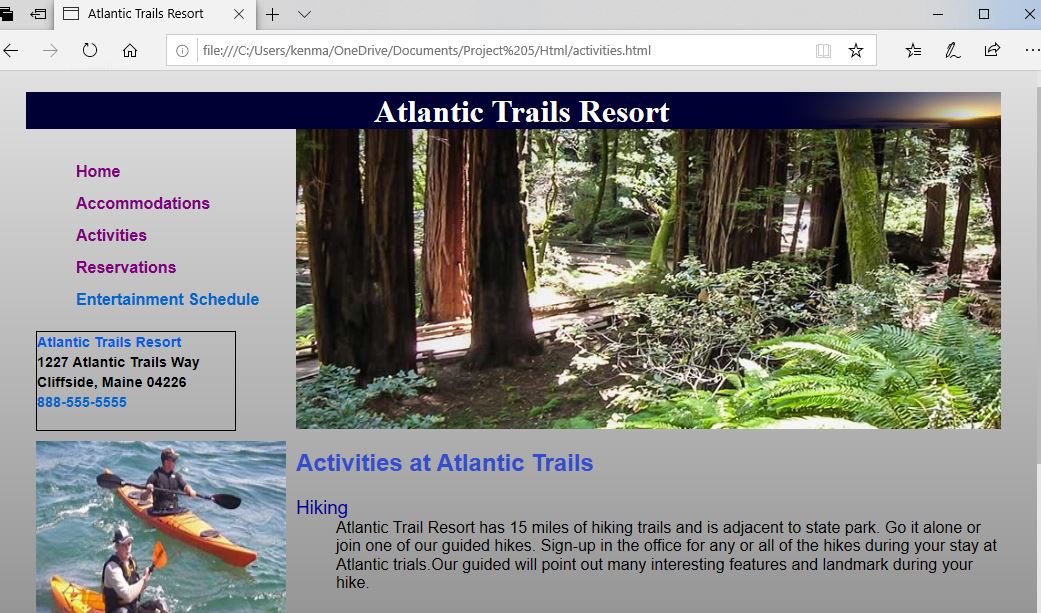 Atlantic Trails Resort
file:///C:/Users/kenma/OneDrive/Documents/Project%205/Html/activities.html
Atlantic Trails Resort
Home
Accommodations
Activities
Reservations
Entertainment Schedule
Atlantic Trails Resort
1227 Atlantic Trails Way
Cliffside, Maine 04226
888-555-5555
Activities at Atlantic Trails
Hiking
Atlantic Trail Resort has 15 miles of hiking trails and is adjacent to state park. Go it alone or
join one of our guided hikes. Sign-up in the office for any or all of the hikes during your stay at
Atlantic trials.Our guided will point out many interesting features and landmark during your
hike.